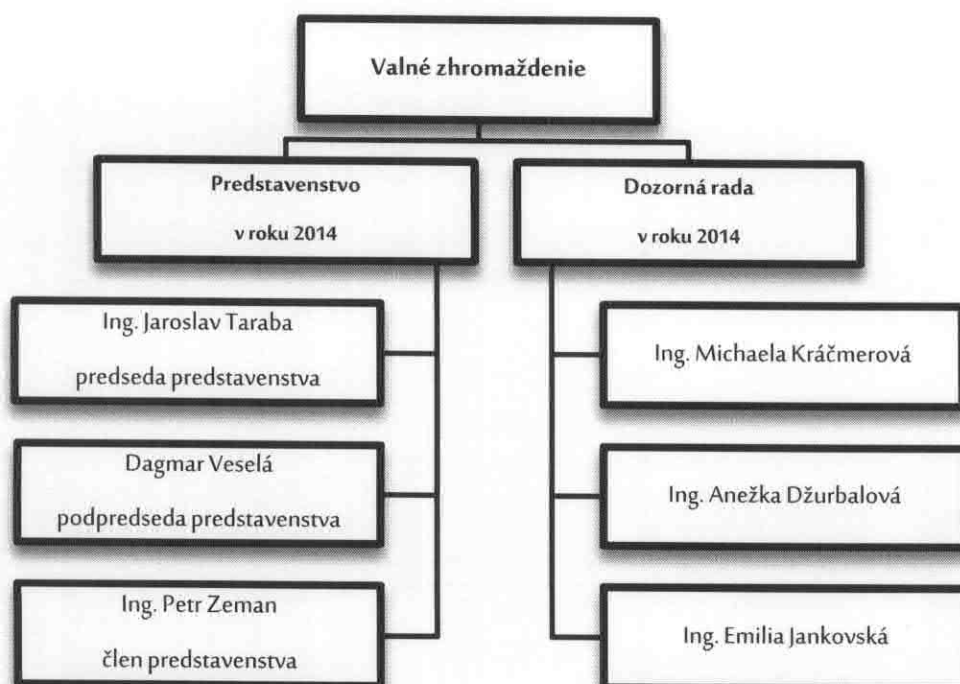 Valné zhromaždenie
Predstavenstvo
v roku 2014
Dozorná rada
v roku 2014
Ing. Jaroslav Taraba
predseda predstavenstva
Dagmar Veselá
podpredseda predstavenstva
Ing. Petr Zeman
člen predstavenstva
Ing. Michaela Kráčmerová
Ing. Anežka Džurbalová
Ing. Emilia Jankovská